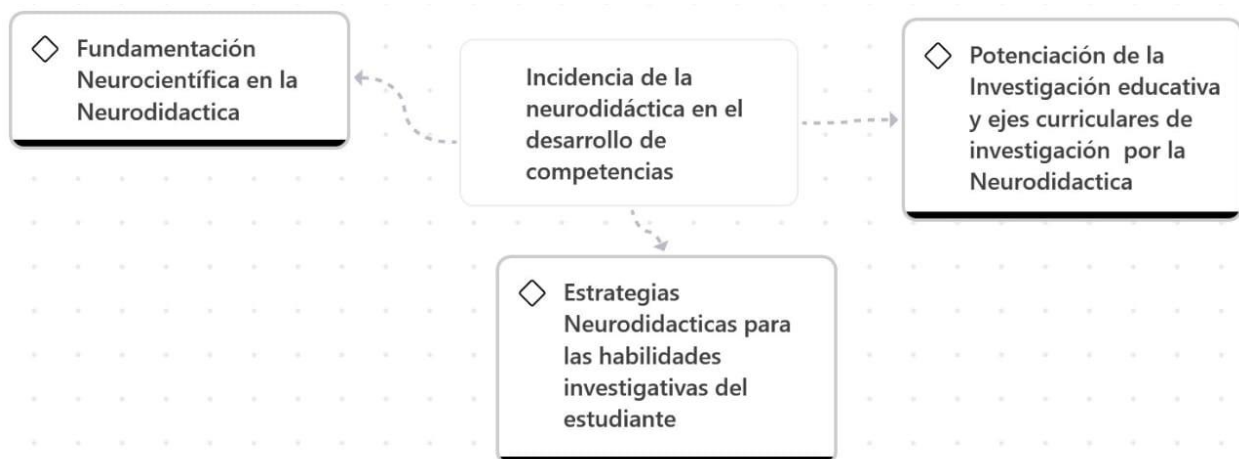 Fundamentación
Neurocientífica en la
Neurodidactica
Incidencia de la
neurodidáctica en el
desarrollo de
competencias
Potenciación de la
Investigación educativa
y ejes curriculares de
investigación por la
Neurodidactica
Estrategias
Neurodidacticas para
las habilidades
investigativas del
estudiante